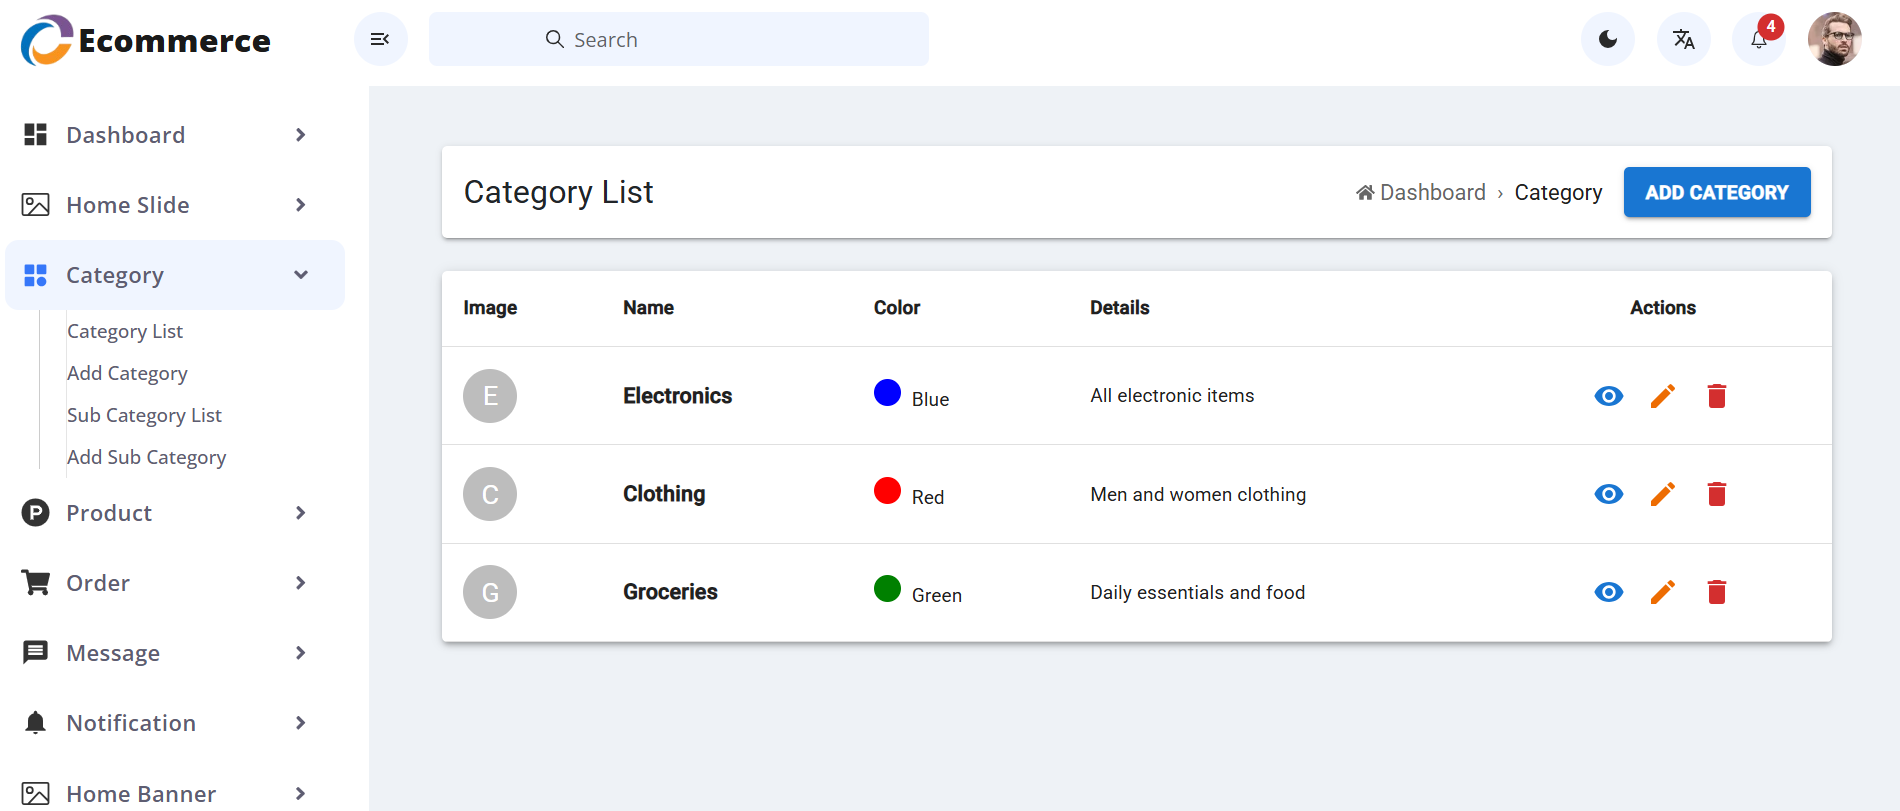 Ecommerce
Search
4
Dashboard
Home Slide
Category
Category List
Add Category
Sub Category List
Add Sub Category
Product
Order
Message
Notification
Home Banner
Category List
Dashboard › Category
ADD CATEGORY
Image Name Color Details Actions
E Electronics Blue All electronic items
C Clothing Red Men and women clothing
G Groceries Green Daily essentials and food